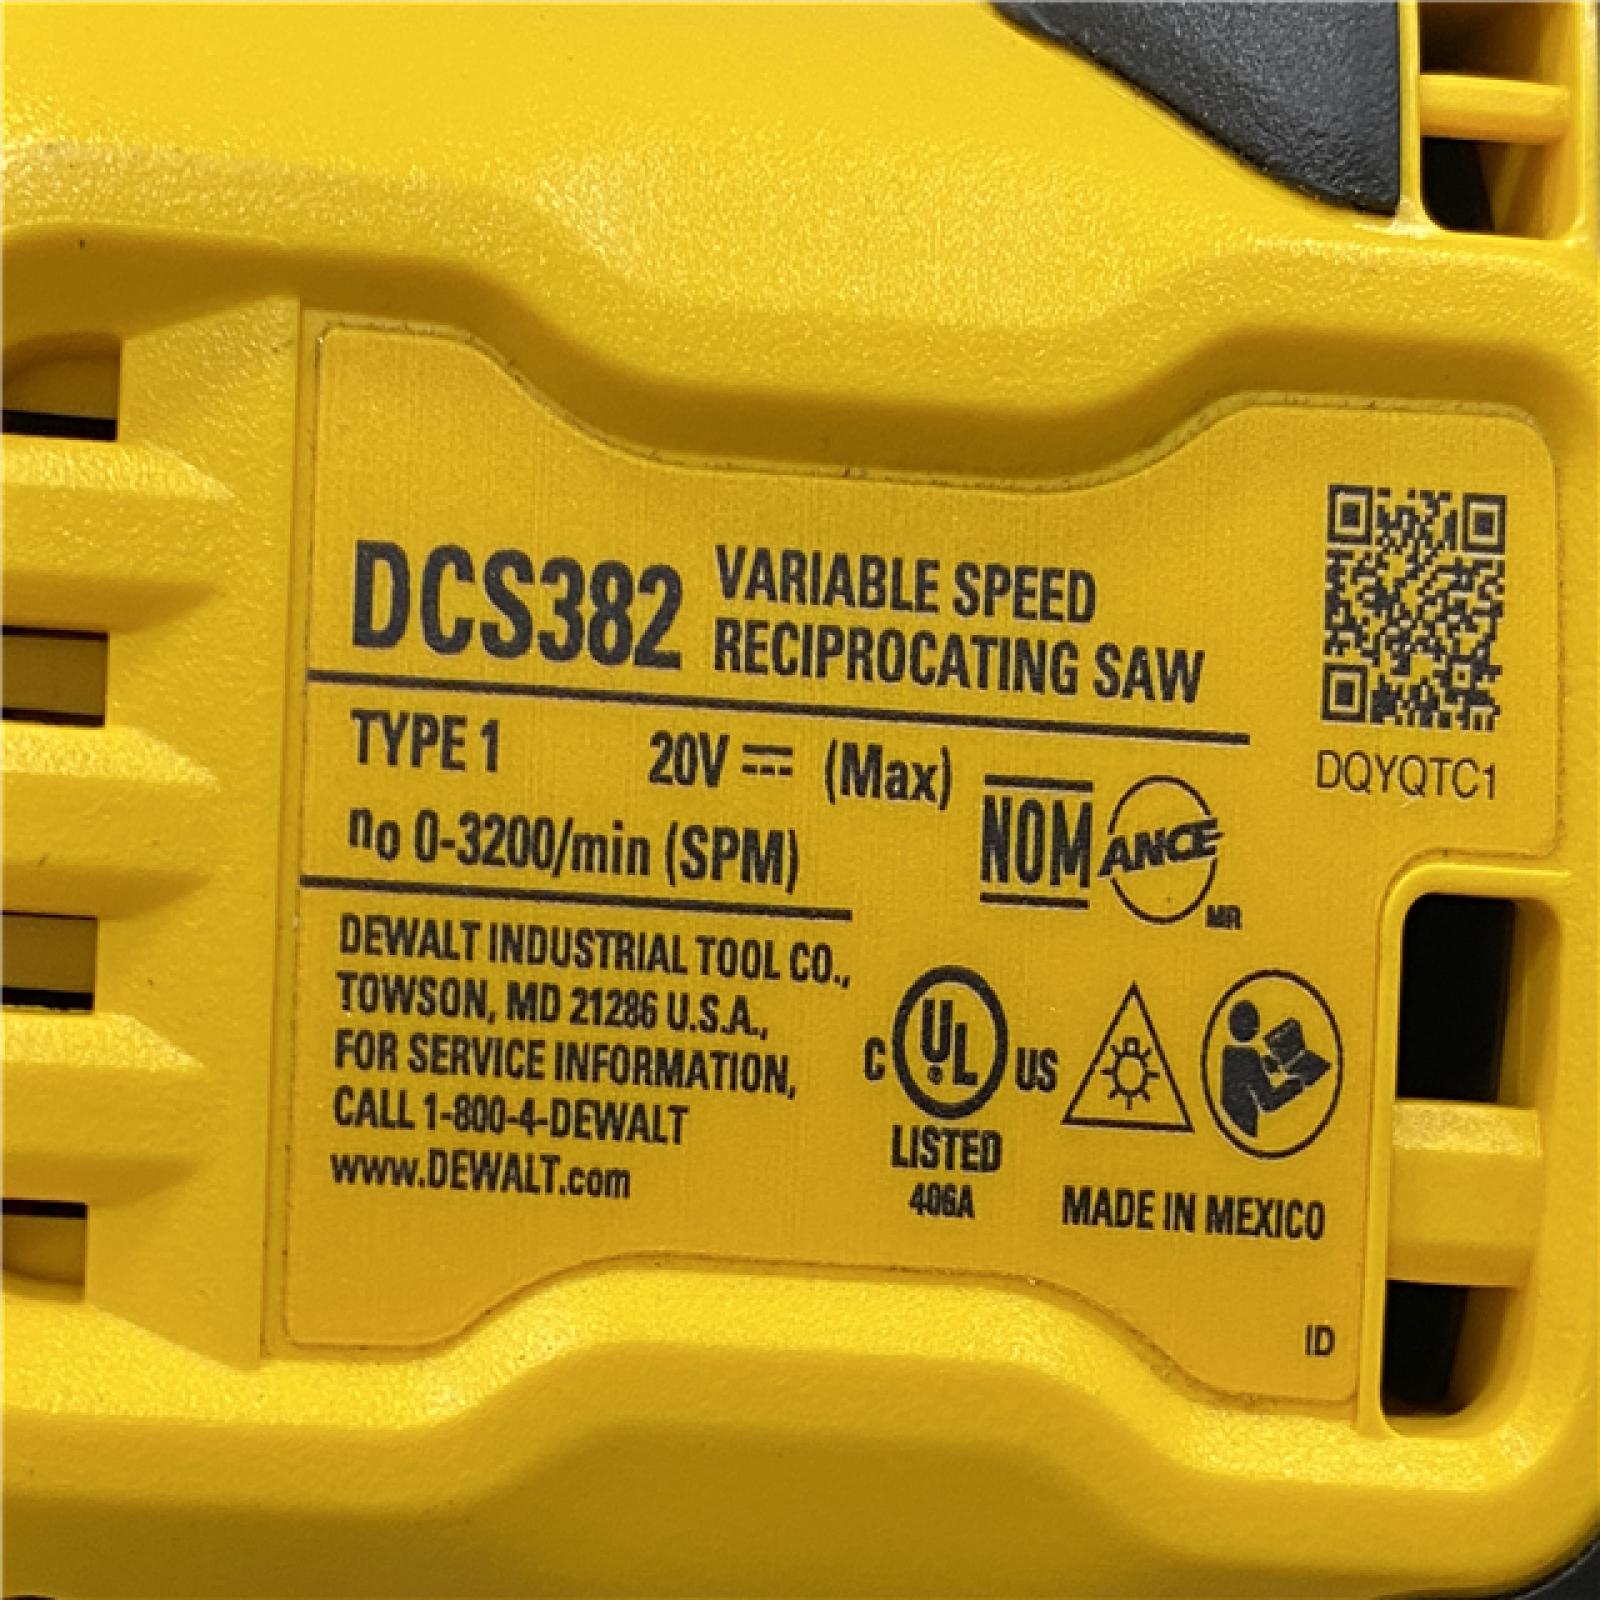 DCS382 VARIABLE SPEED
RECIPROCATING SAW
TYPE 1 20V (Max)
no 0-3200/min (SPM)
DQYQTC1
NOM ANCE
MR
DEWALT INDUSTRIAL TOOL CO.,
TOWSON, MD 21286 U.S.A.,
FOR SERVICE INFORMATION,
CALL 1-800-4-DEWALT
www.DEWALT.com
C UL US
®
LISTED
406A
MADE IN MEXICO
ID